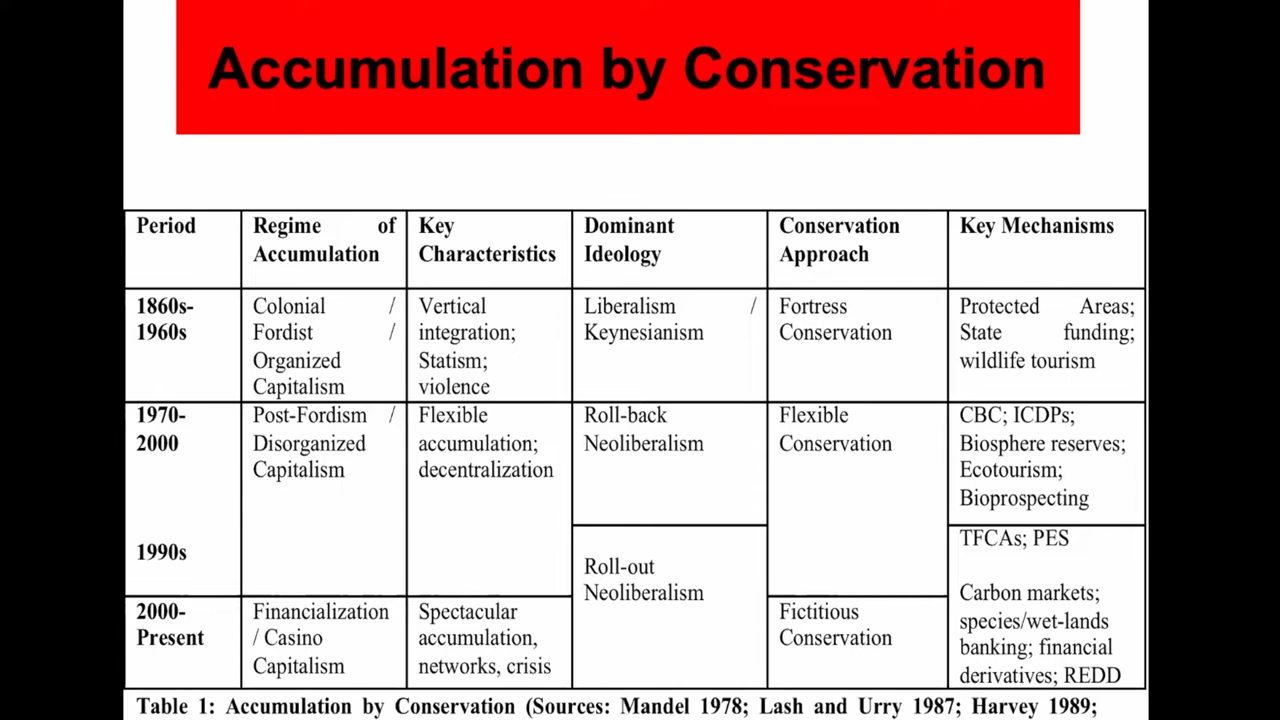 Accumulation by Conservation
Period
Regime of
Accumulation
Key
Characteristics
Dominant
Ideology
Conservation
Approach
Key Mechanisms
1860s-
1960s
Colonial /
Fordist /
Organized
Capitalism
Vertical
integration;
Statism;
violence
Liberalism /
Keynesianism
Fortress
Conservation
Protected Areas;
State funding;
wildlife tourism
1970-
2000
Post-Fordism /
Disorganized
Capitalism
Flexible
accumulation;
decentralization
Roll-back
Neoliberalism
Flexible
Conservation
CBC; ICDPs;
Biosphere reserves;
Ecotourism;
Bioprospecting
1990s
Roll-out
Neoliberalism
TFCAs; PES
Carbon markets;
species/wet-lands
banking; financial
derivatives; REDD
2000-
Present
Financialization
/ Casino
Capitalism
Spectacular
accumulation,
networks, crisis
Fictitious
Conservation
Table 1: Accumulation by Conservation (Sources: Mandel 1978; Lash and Urry 1987; Harvey 1989;